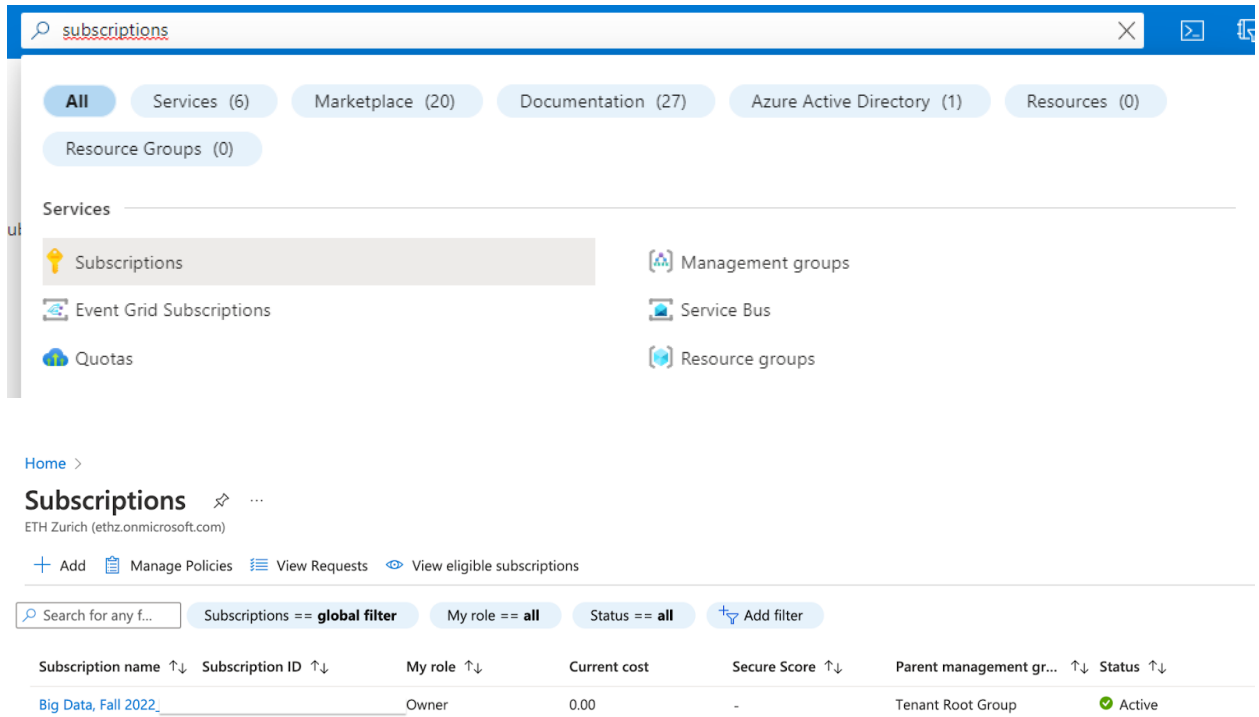 subscriptions
All Services (6) Marketplace (20) Documentation (27) Azure Active Directory (1) Resources (0)
Resource Groups (0)
Services
Subscriptions Management groups
Event Grid Subscriptions Service Bus
Quotas Resource groups
Home >
Subscriptions ...
ETH Zurich (ethz.onmicrosoft.com)
+ Add Manage Policies View Requests View eligible subscriptions
Search for any f... Subscriptions == global filter My role == all Status == all Add filter
Subscription name ↑↓ Subscription ID ↑↓ My role ↑↓ Current cost Secure Score ↑↓ Parent management gr... ↑↓ Status ↑↓
Big Data, Fall 2022_ Owner 0.00 - Tenant Root Group Active